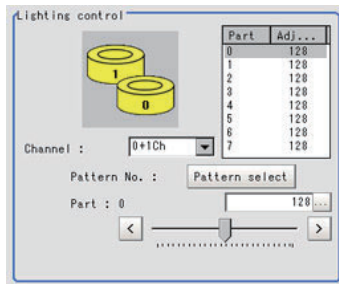 Lighting control
1
0
Part Adj...
0 128
1 128
2 128
3 128
4 128
5 128
6 128
7 128
Channel : 0+1Ch
Pattern No. : Pattern select
Part : 0 128 ...
< >